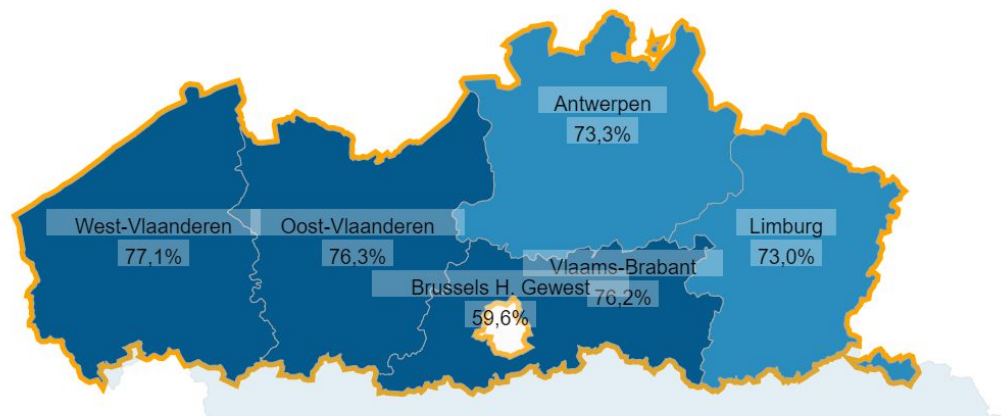 Antwerpen
73,3%
West-Vlaanderen
77,1%
Oost-Vlaanderen
76,3%
Limburg
73,0%
Vlaams-Brabant
76,2%
Brussels H. Gewest
59,6%